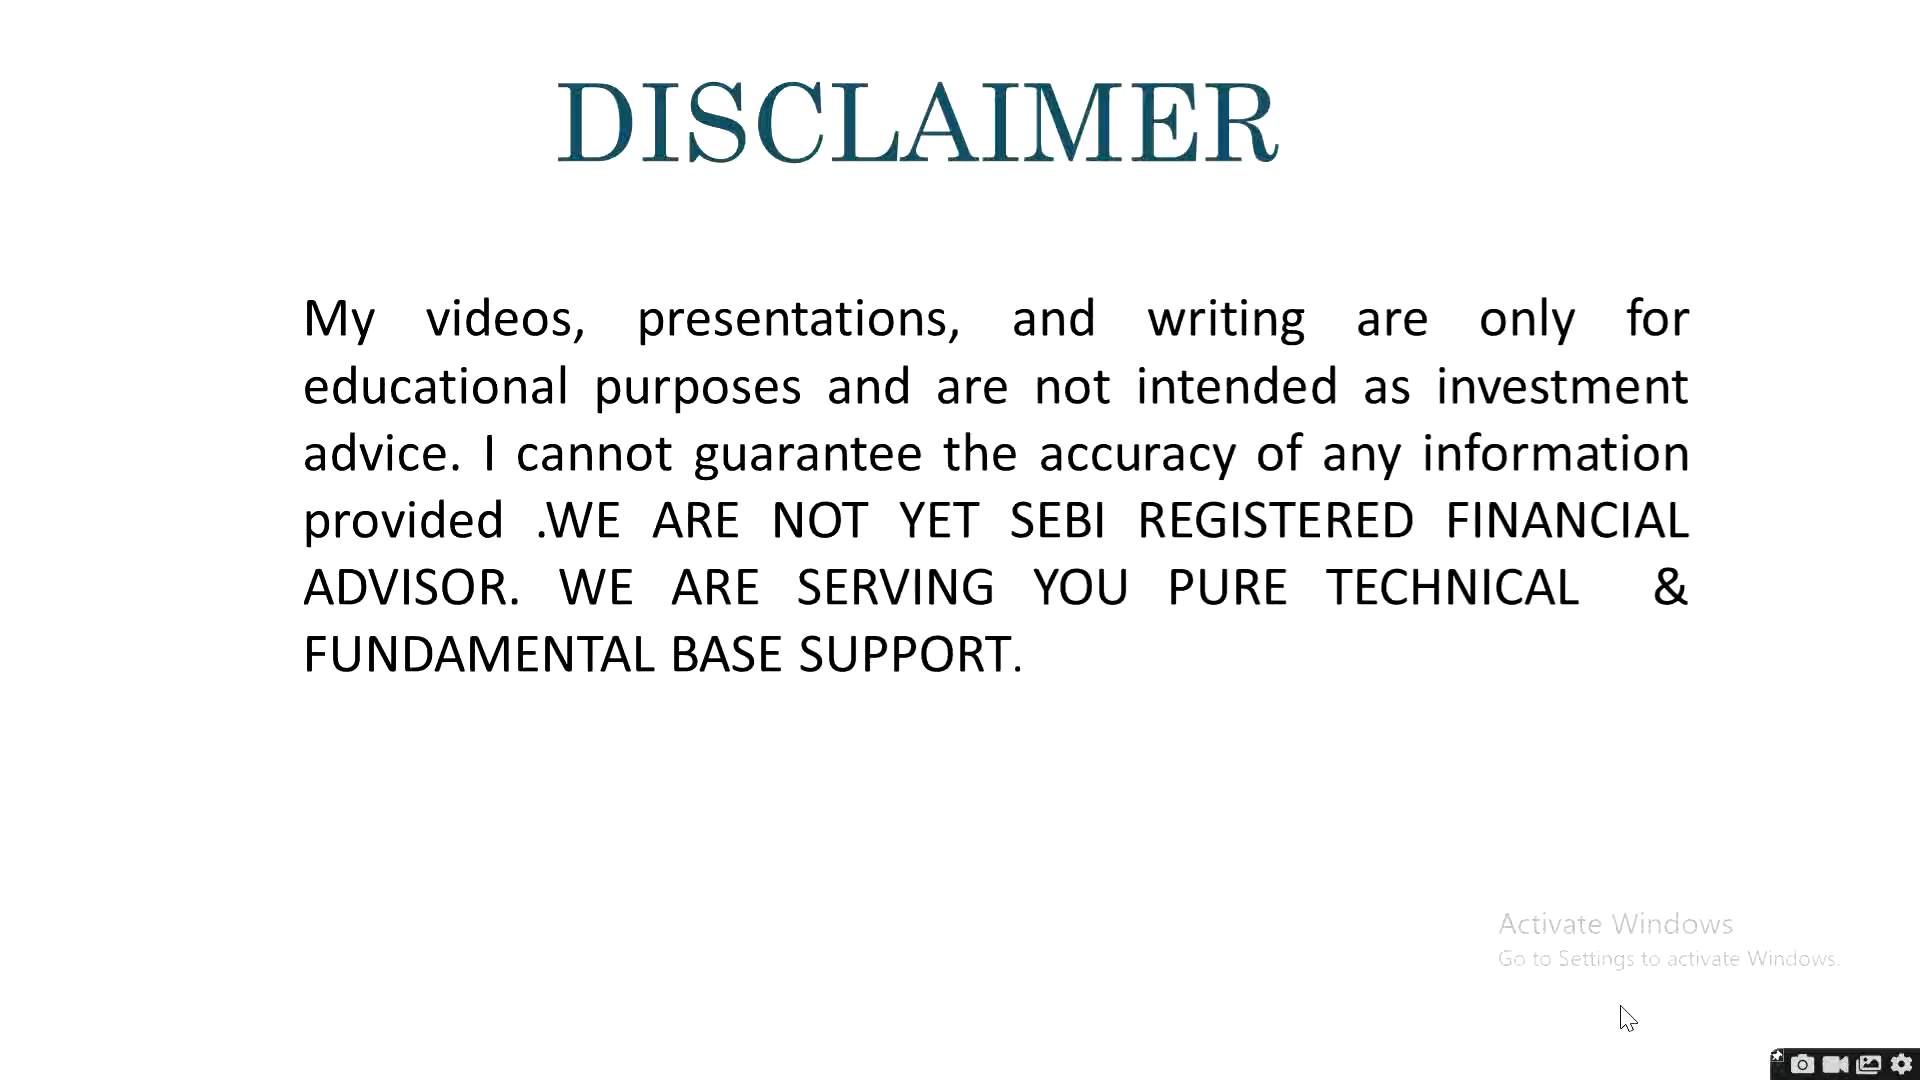 DISCLAIMER
My videos, presentations, and writing are only for
educational purposes and are not intended as investment
advice. I cannot guarantee the accuracy of any information
provided .WE ARE NOT YET SEBI REGISTERED FINANCIAL
ADVISOR. WE ARE SERVING YOU PURE TECHNICAL &
FUNDAMENTAL BASE SUPPORT.
Activate Windows
Go to Settings to activate Windows.